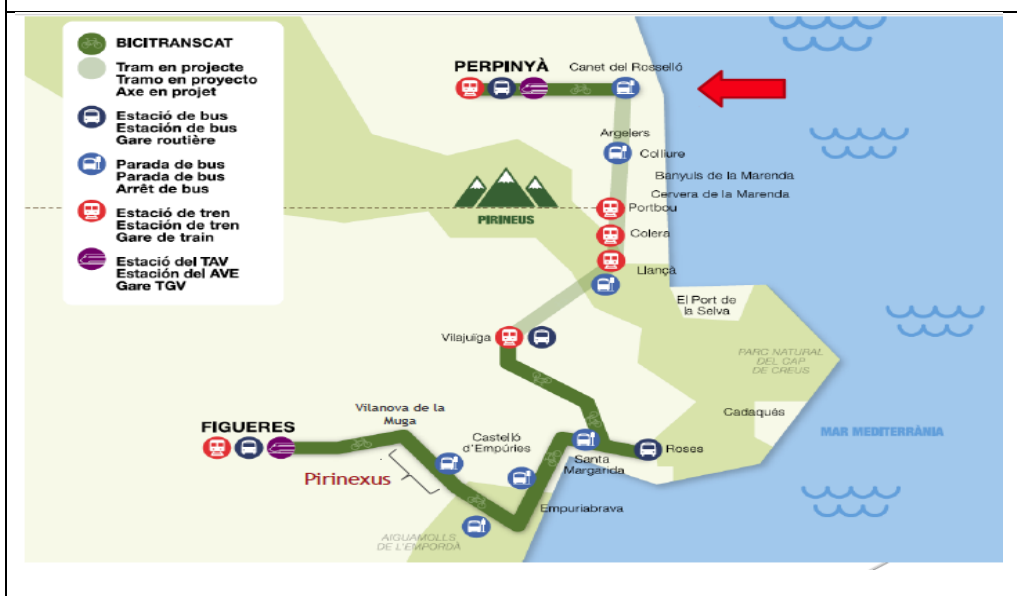 BICITRANSCAT
Tram en projecte
Tramo en proyecto
Axe en projet
Estació de bus
Estación de bus
Gare routière
Parada de bus
Parada de bus
Arrêt de bus
Estació de tren
Estación de tren
Gare de train
Estació del TAV
Estación del AVE
Gare TGV
PERPINYÀ
Canet del Rosselló
Argelers
Colliure
Banyuls de la Marenda
Cervera de la Marenda
Portbou
PIRINEUS
Colera
Llançà
El Port de
la Selva
Vilajuïga
PARC NATURAL
DEL CAP
DE CREUS
Cadaqués
MAR MEDITERRÀNIA
Vilanova de la
Muga
FIGUERES
Castelló
d'Empúries
Roses
Santa
Margarida
Pirinexus
Empuriabrava
AIGUAMOLLS
DE L'EMPORDÀ